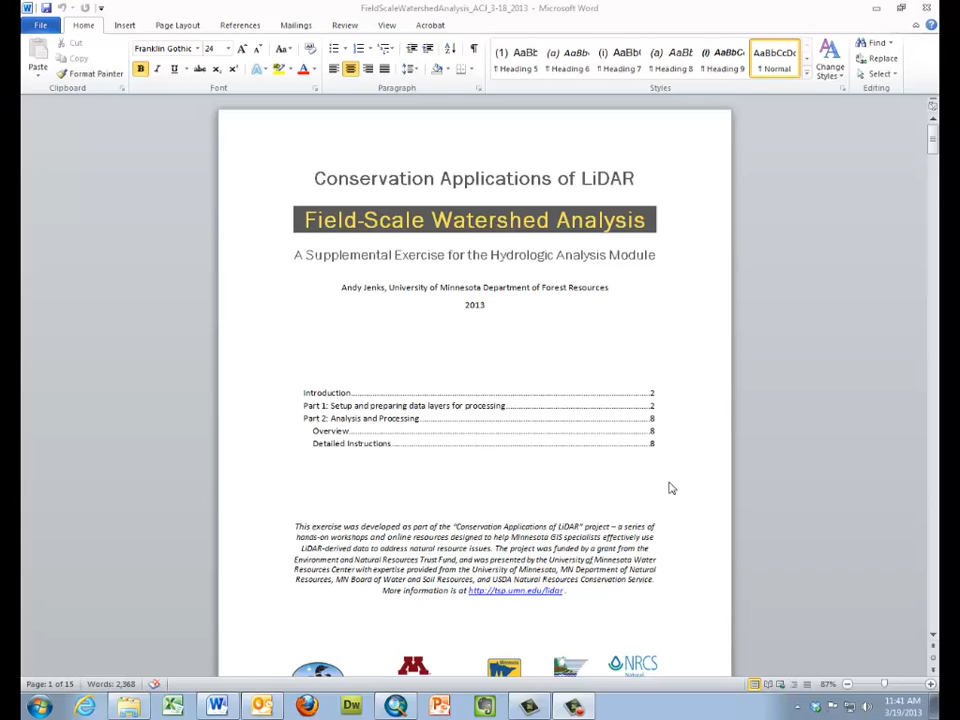 FieldScaleWatershedAnalysis_ACJ_3-18_2013 - Microsoft Word
File Home Insert Page Layout References Mailings Review View Acrobat
Paste
Cut
Copy
Format Painter
Clipboard
Franklin Gothic 24
Font
Paragraph
(1) AaBb (a) AaBb (i) AaBb( (a) AaBb (i) AaBbC AaBbCcDc
Heading 5 Heading 6 Heading 7 Heading 8 Heading 9 Normal
Styles
Change Styles
Find
Replace
Select
Editing
Conservation Applications of LiDAR
Field-Scale Watershed Analysis
A Supplemental Exercise for the Hydrologic Analysis Module
Andy Jenks, University of Minnesota Department of Forest Resources
2013
Introduction 2
Part 1: Setup and preparing data layers for processing 2
Part 2: Analysis and Processing 8
Overview 8
Detailed Instructions 8
This exercise was developed as part of the "Conservation Applications of LiDAR" project – a series of
hands-on workshops and online resources designed to help Minnesota GIS specialists effectively use
LiDAR-derived data to address natural resource issues. The project was funded by a grant from the
Environment and Natural Resources Trust Fund, and was presented by the University of Minnesota Water
Resources Center with expertise provided from the University of Minnesota, MN Department of Natural
Resources, MN Board of Water and Soil Resources, and USDA Natural Resources Conservation Service.
More information is at http://tsp.umn.edu/lidar .
M
Minnesota
NRCS
Natural
Page: 1 of 15 Words: 2,368
87%
11:41 AM
3/19/2013